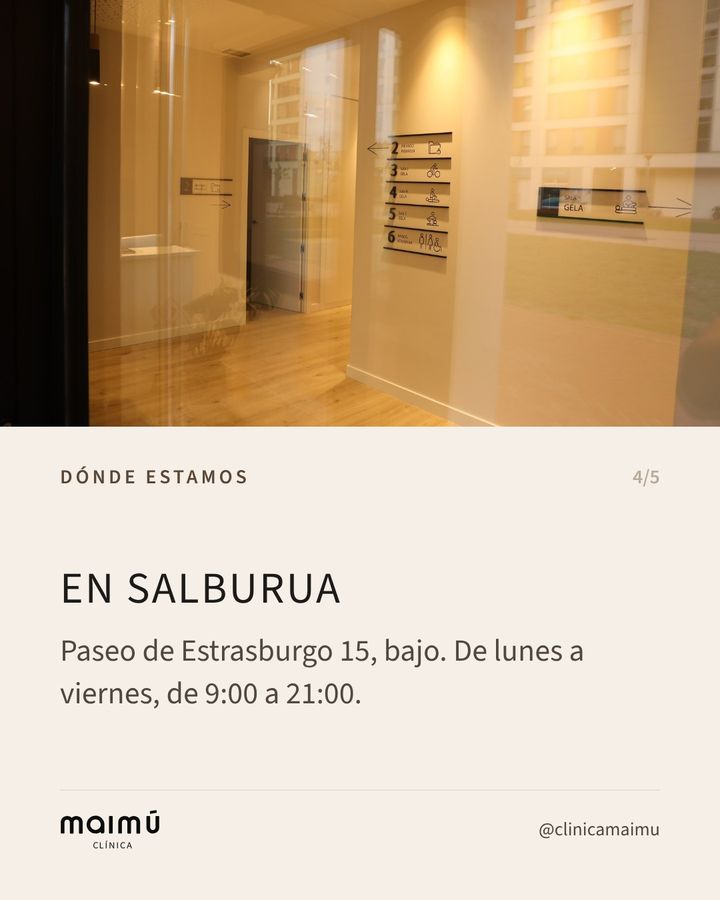 2
3
4
5
6
SALA
GELA
DÓNDE ESTAMOS
4/5
EN SALBURUA
Paseo de Estrasburgo 15, bajo. De lunes a
viernes, de 9:00 a 21:00.
maimú
CLÍNICA
@clinicamaimu